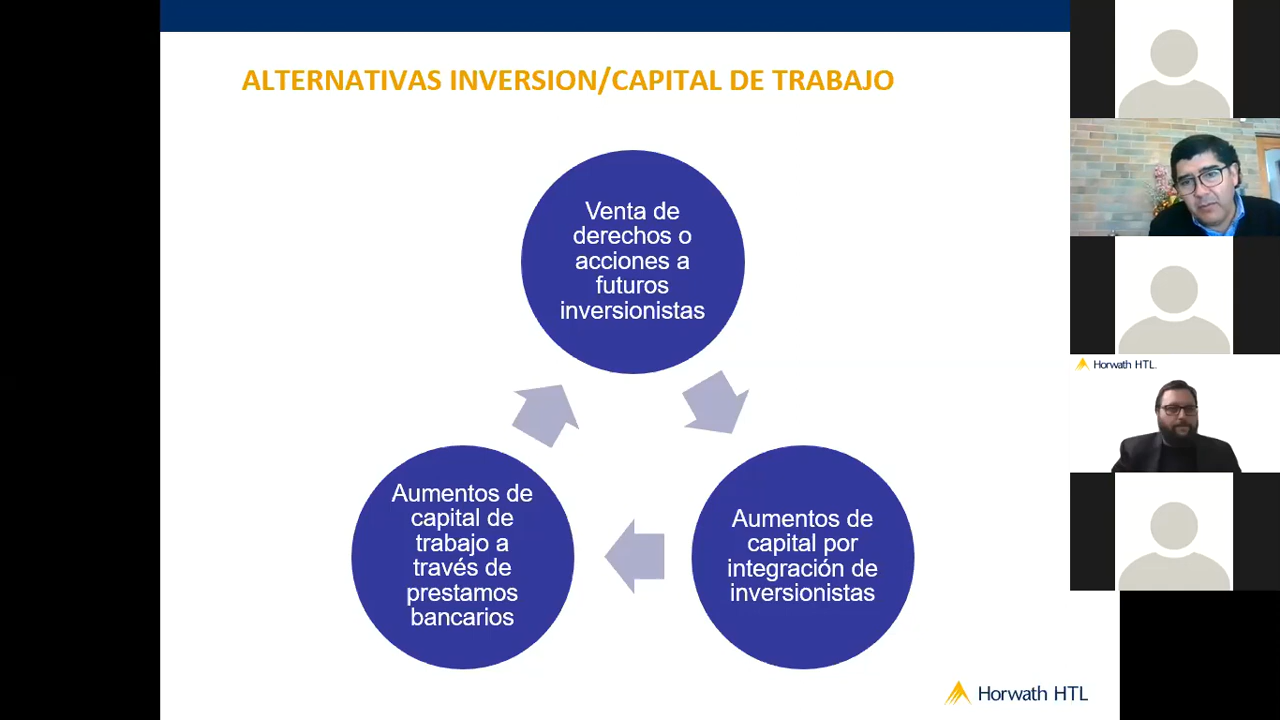 ALTERNATIVAS INVERSION/CAPITAL DE TRABAJO
Venta de
derechos o
acciones a
futuros
inversionistas
Aumentos de
capital de
trabajo a
través de
prestamos
bancarios
Aumentos de
capital por
integración de
inversionistas
Horwath HTL
Horwath HTL.